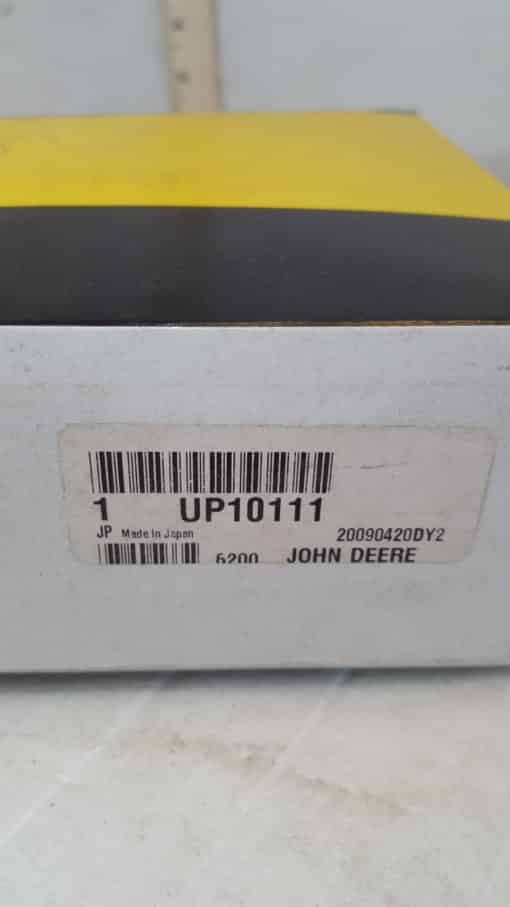 1 UP10111
JP Made In Japan 20090420DY2
6200 JOHN DEERE